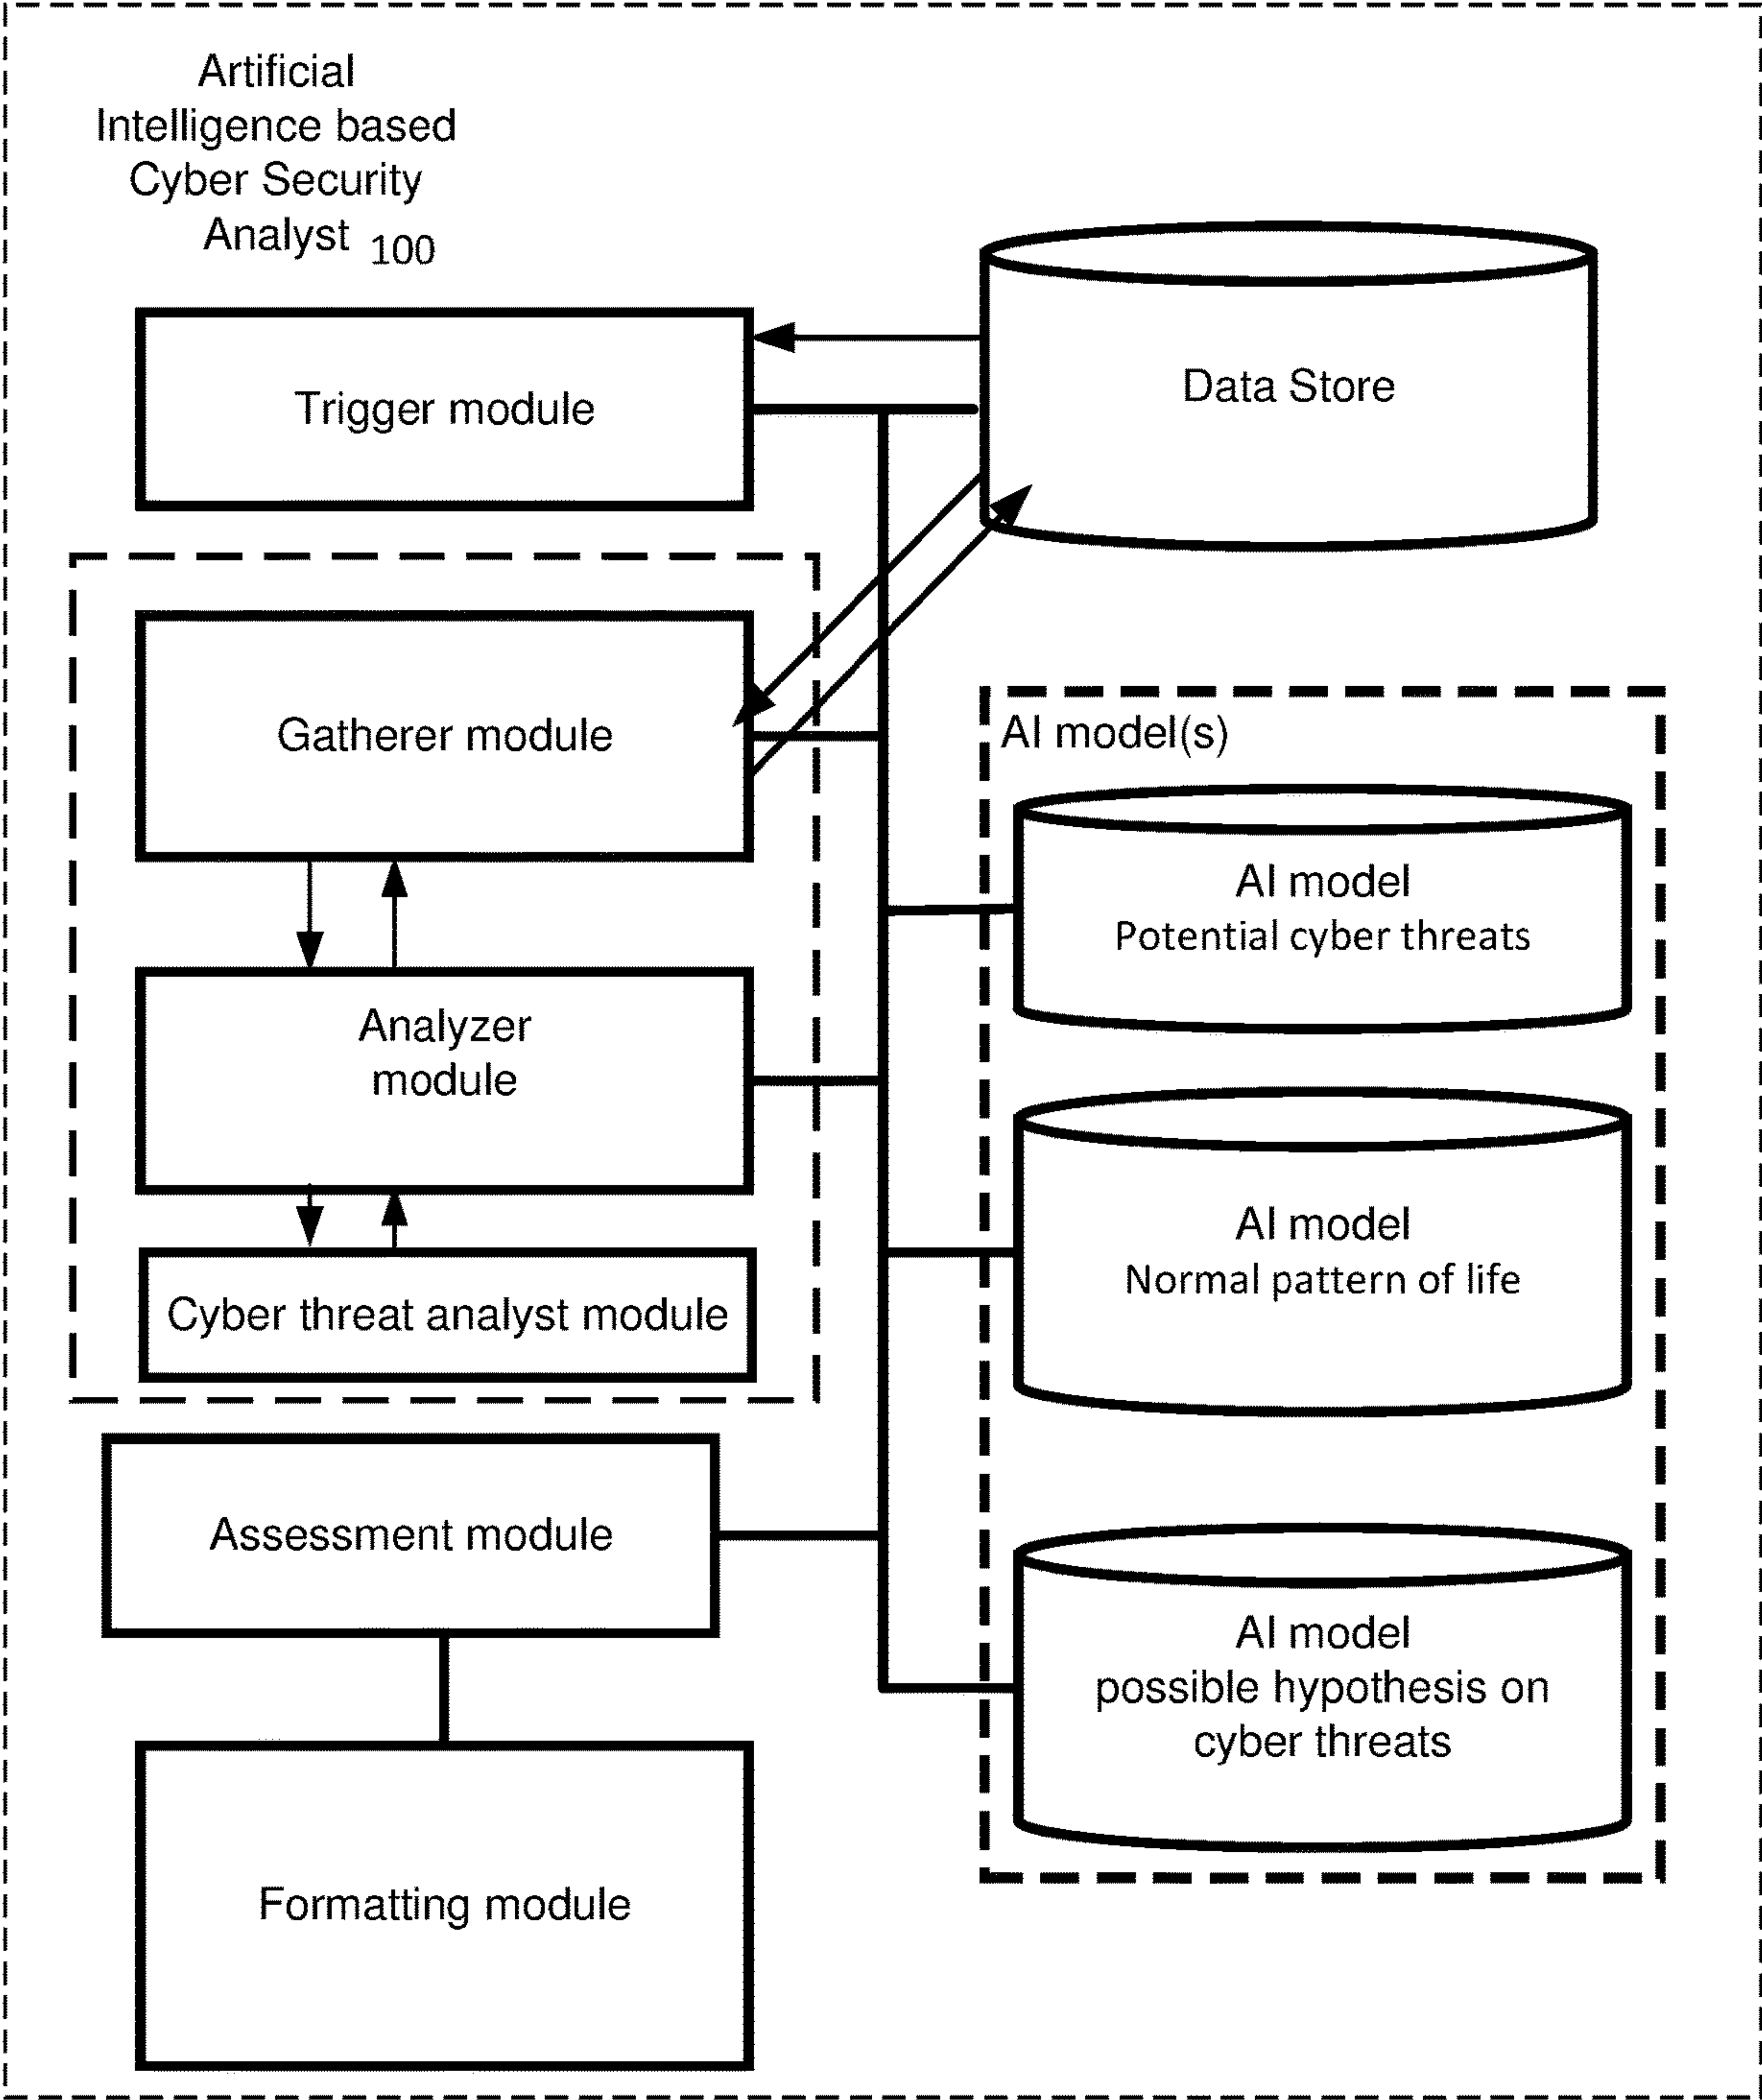 Artificial
Intelligence based
Cyber Security
Analyst 100
Trigger module
Data Store
Gatherer module
AI model(s)
AI model
Potential cyber threats
Analyzer
module
AI model
Normal pattern of life
Cyber threat analyst module
Assessment module
AI model
possible hypothesis on
cyber threats
Formatting module